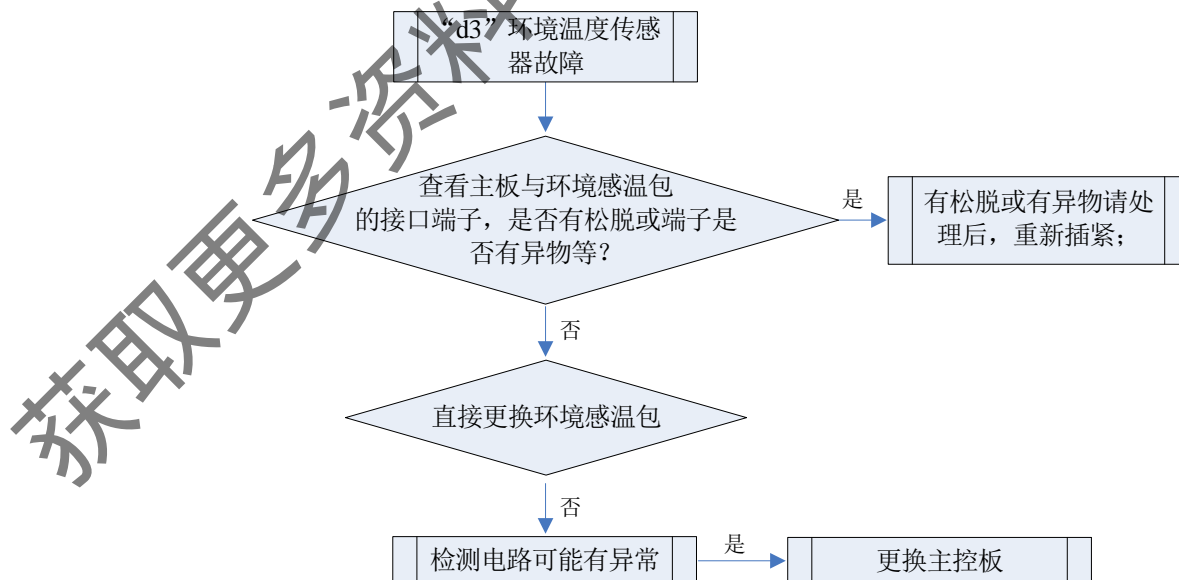 “d3”环境温度传感
器故障
查看主板与环境感温包
的接口端子，是否有松脱或端子是
否有异物等？
是
有松脱或有异物请处
理后，重新插紧；
否
直接更换环境感温包
否
检测电路可能有异常
是
更换主控板
获取更多资料